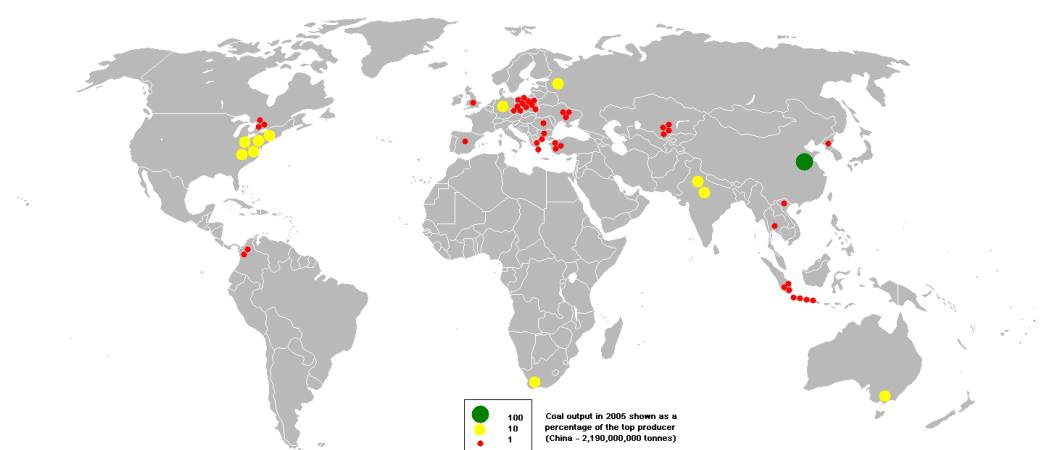 100
10
1
Coal output in 2005 shown as a
percentage of the top producer
(China - 2,190,000,000 tonnes)